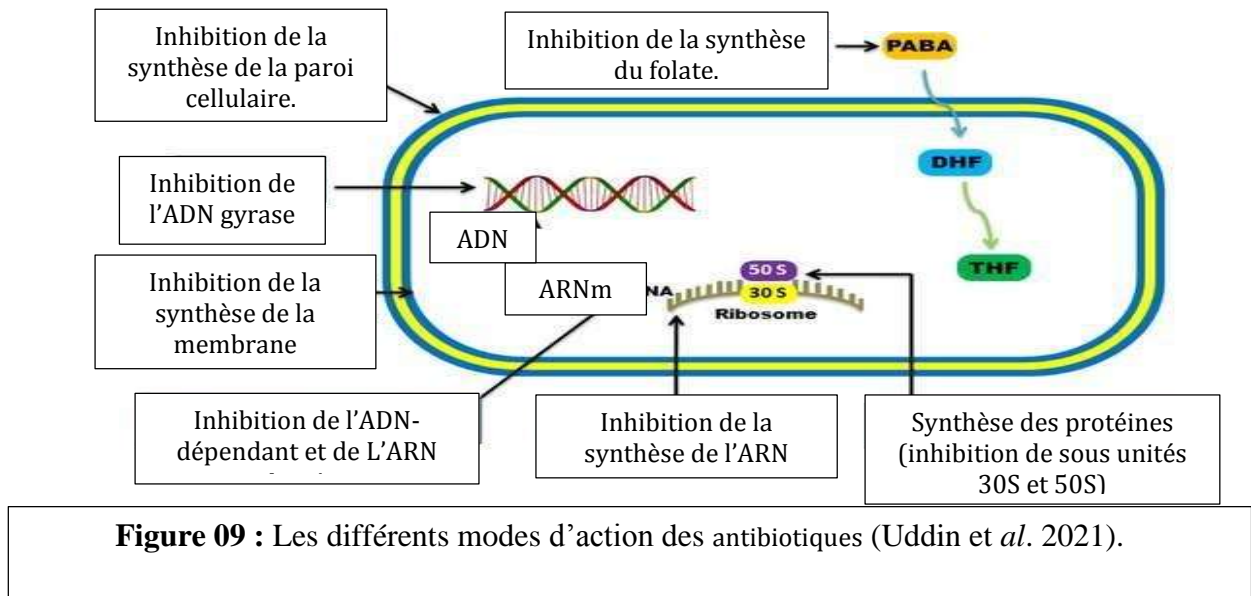 Inhibition de la
synthèse de la paroi
cellulaire.
Inhibition de la synthèse
du folate.
PABA
DHF
THF
Inhibition de
l'ADN gyrase
ADN
Inhibition de la
synthèse de la
membrane
ARNm
NA
50 S
30 S
Ribosome
Inhibition de l'ADN-
dépendant et de L'ARN
Inhibition de la
synthèse de l'ARN
Synthèse des protéines
(inhibition de sous unités
30S et 50S)
Figure 09 : Les différents modes d'action des antibiotiques (Uddin et al. 2021).